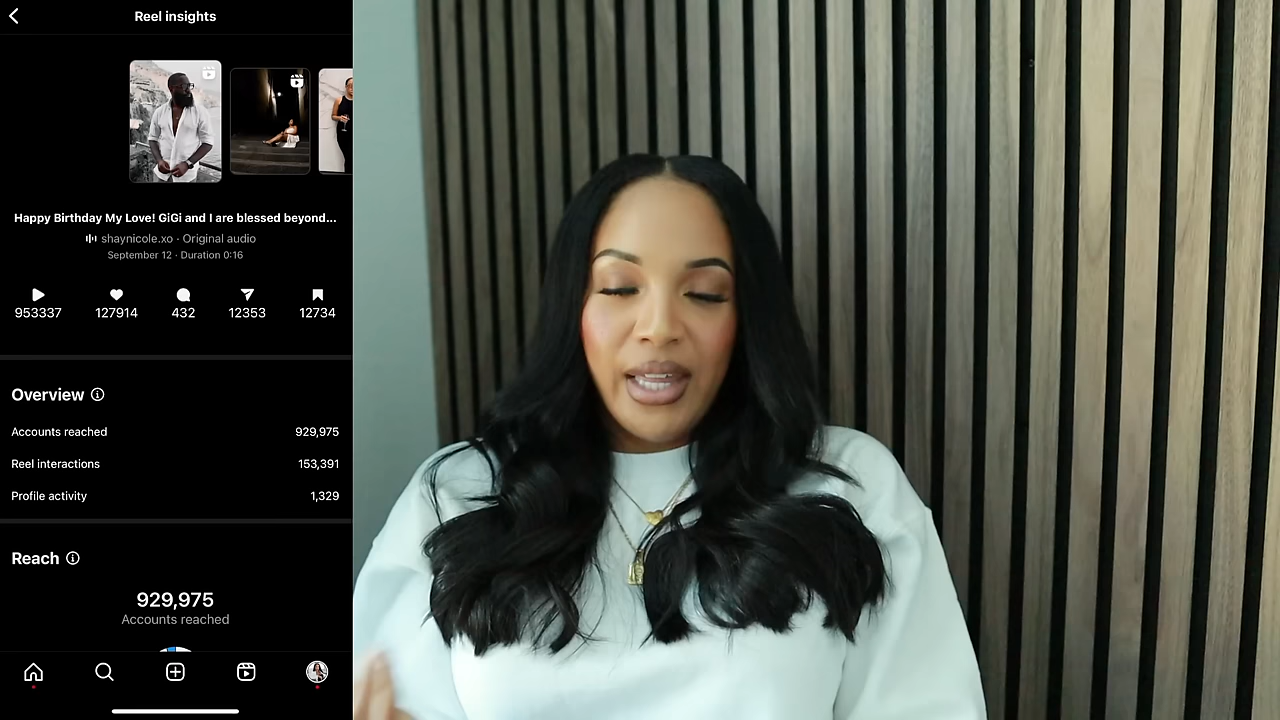 Reel insights
Happy Birthday My Love! GiGi and I are blessed beyond...
shaynicole.xo · Original audio
September 12 · Duration 0:16
953337 127914 432 12353 12734
Overview
Accounts reached 929,975
Reel interactions 153,391
Profile activity 1,329
Reach
929,975
Accounts reached